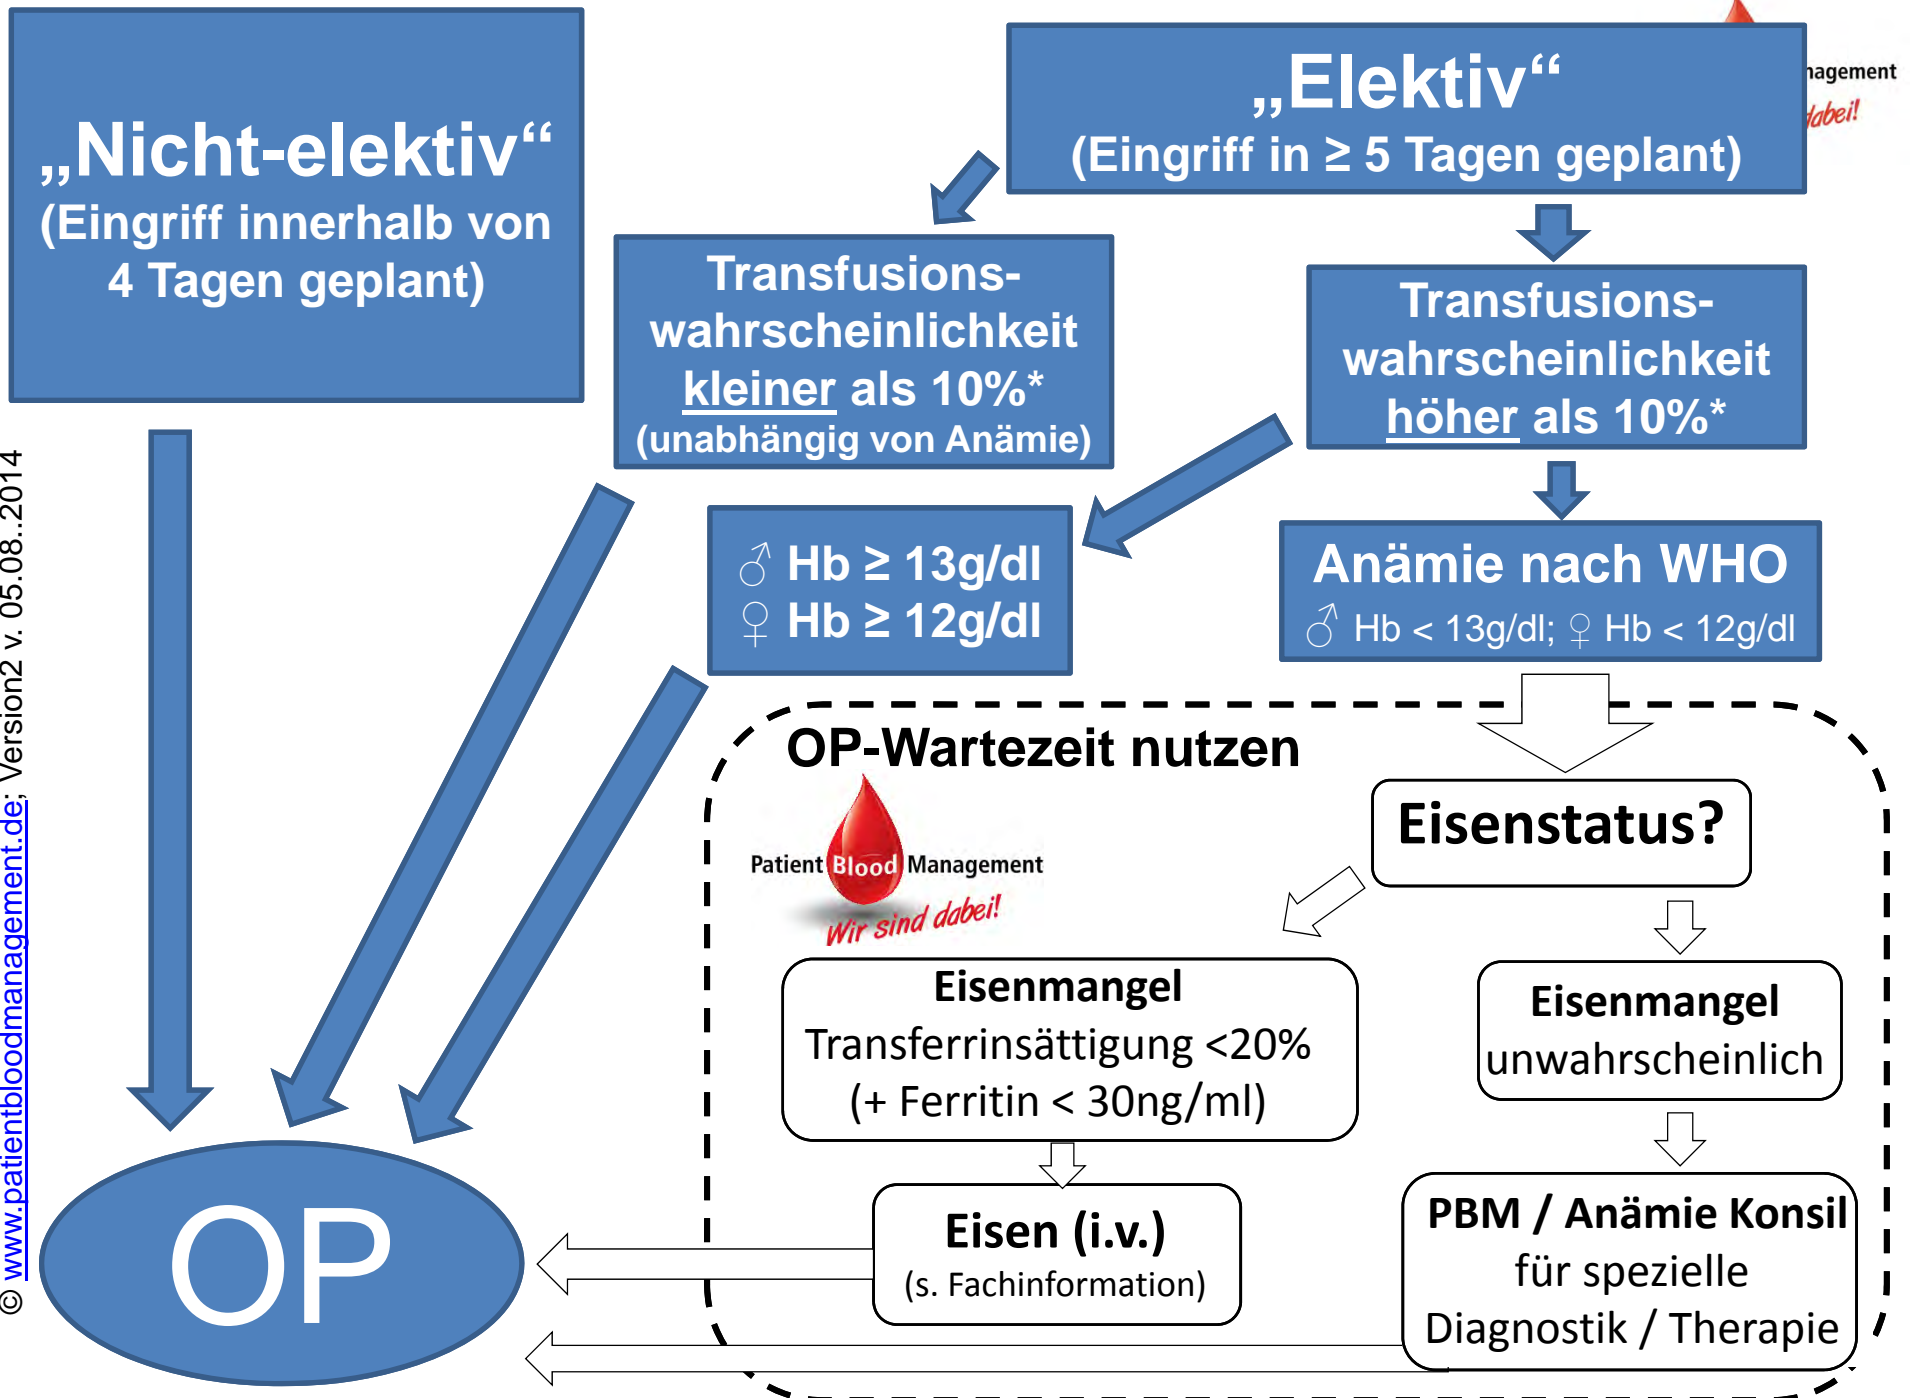 „Nicht-elektiv“
(Eingriff innerhalb von
4 Tagen geplant)
„Elektiv“
(Eingriff in ≥ 5 Tagen geplant)
nagement
dabei!
Transfusions-
wahrscheinlichkeit
kleiner als 10%*
(unabhängig von Anämie)
Transfusions-
wahrscheinlichkeit
höher als 10%*
♂ Hb ≥ 13g/dl
♀ Hb ≥ 12g/dl
Anämie nach WHO
♂ Hb < 13g/dl; ♀ Hb < 12g/dl
OP-Wartezeit nutzen
Patient Blood Management
Wir sind dabei!
Eisenstatus?
Eisenmangel
Transferrinsättigung <20%
(+ Ferritin < 30ng/ml)
Eisenmangel
unwahrscheinlich
Eisen (i.v.)
(s. Fachinformation)
PBM / Anämie Konsil
für spezielle
Diagnostik / Therapie
OP
© www.patientbloodmanagement.de; Version2 v. 05.08..2014